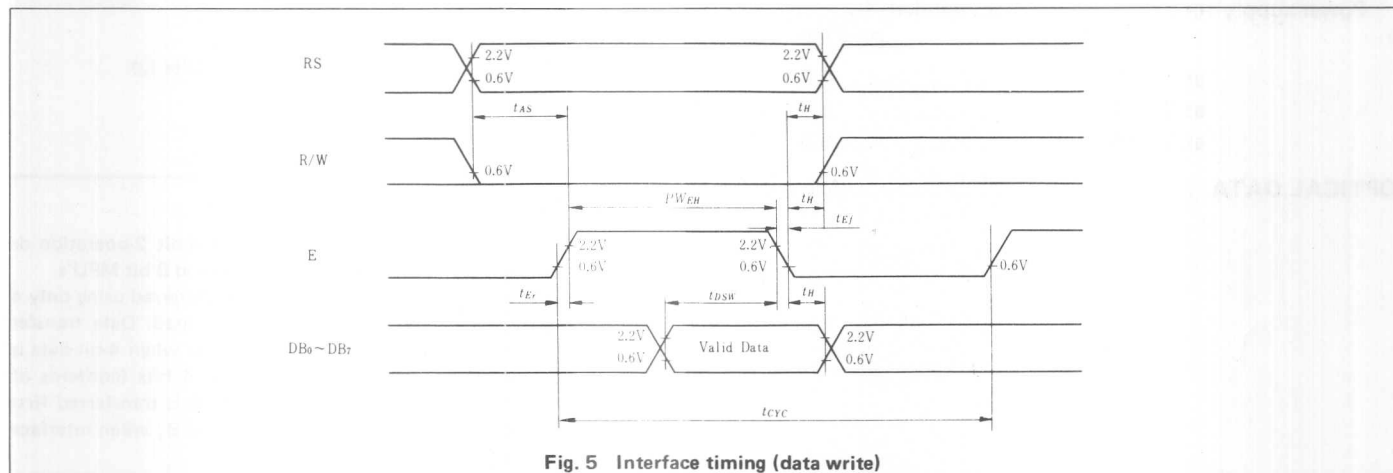 RS
2.2V
0.6V
2.2V
0.6V
tAS
tH
R/W
0.6V
0.6V
PWEH
tH
tEf
E
2.2V
0.6V
2.2V
0.6V
0.6V
tEr
tDSW
tH
DB0~DB7
2.2V
0.6V
Valid Data
2.2V
0.6V
tCYC
Fig. 5 Interface timing (data write)